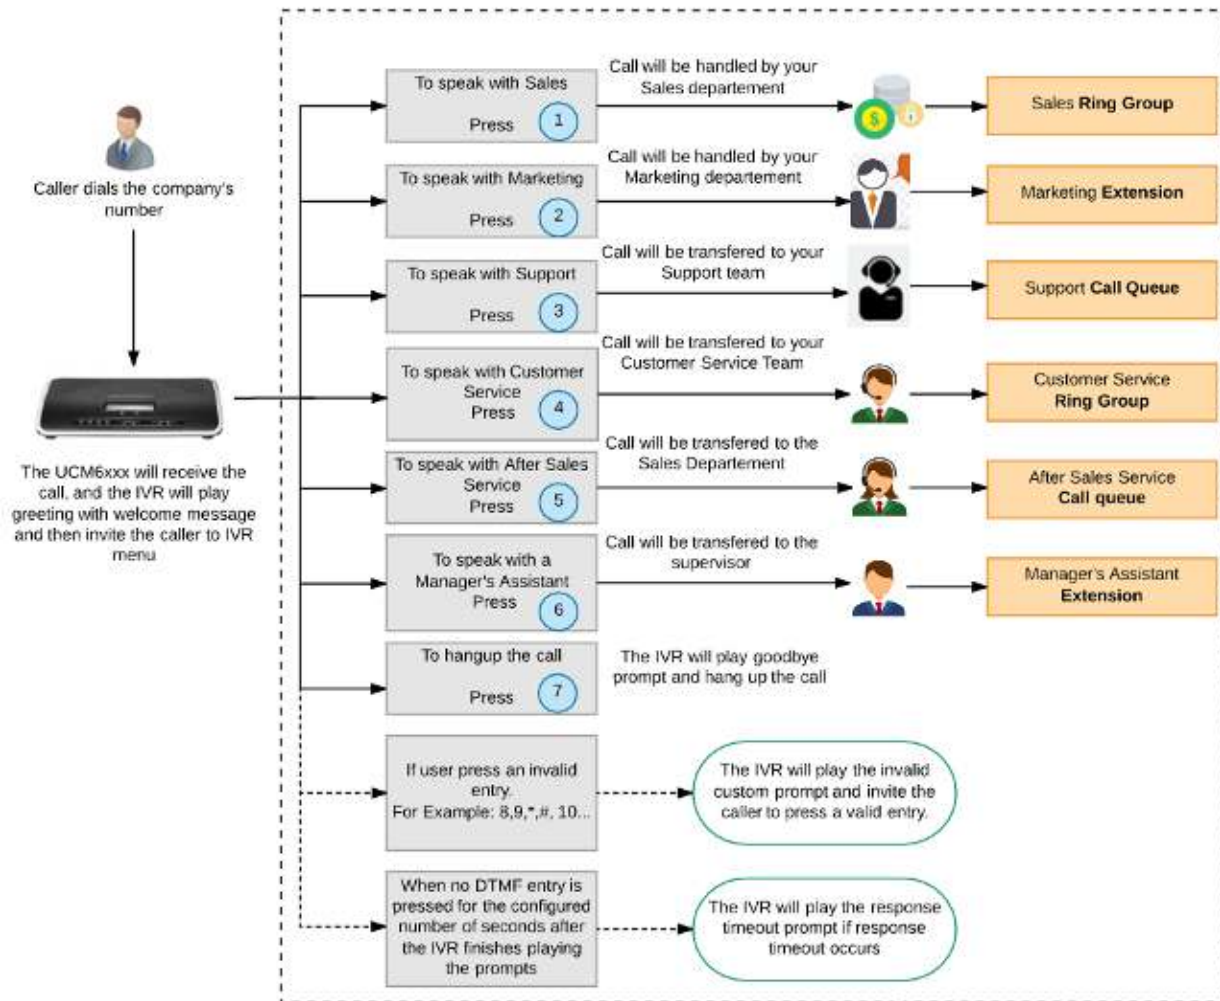 Caller dials the company's
number
The UCM6xxx will receive the
call, and the IVR will play
greeting with welcome message
and then invite the caller to IVR
menu
To speak with Sales
Press 1
Call will be handled by your
Sales departement
Sales Ring Group
To speak with Marketing
Press 2
Call will be handled by your
Marketing departement
Marketing Extension
To speak with Support
Press 3
Call will be transfered to your
Support team
Support Call Queue
To speak with Customer
Service
Press 4
Call will be transfered to your
Customer Service Team
Customer Service
Ring Group
To speak with After Sales
Service
Press 5
Call will be transfered to the
Sales Departement
After Sales Service
Call queue
To speak with a
Manager's Assistant
Press 6
Call will be transfered to the
supervisor
Manager's Assistant
Extension
To hangup the call
Press 7
The IVR will play goodbye
prompt and hang up the call
If user press an invalid
entry.
For Example: 8,9,*,#, 10...
The IVR will play the invalid
custom prompt and invite the
caller to press a valid entry.
When no DTMF entry is
pressed for the configured
number of seconds after
the IVR finishes playing
the prompts
The IVR will play the response
timeout prompt if response
timeout occurs